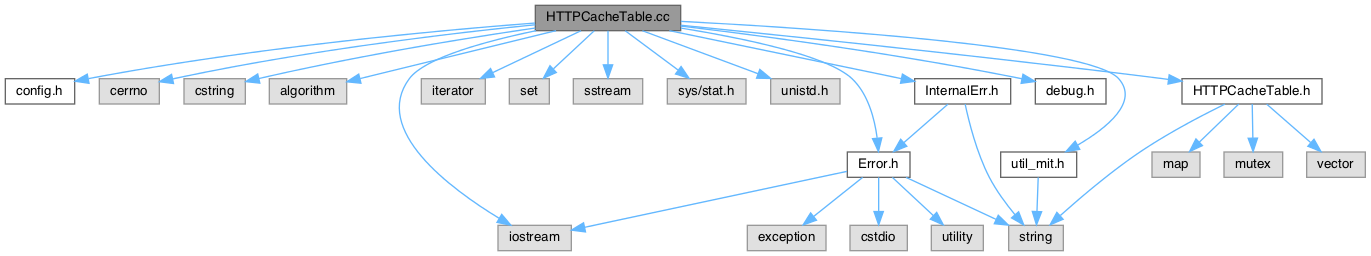 HTTPCacheTable.cc
config.h
cerrno
cstring
algorithm
iterator
set
sstream
sys/stat.h
unistd.h
InternalErr.h
debug.h
HTTPCacheTable.h
Error.h
util_mit.h
map
mutex
vector
iostream
exception
cstdio
utility
string